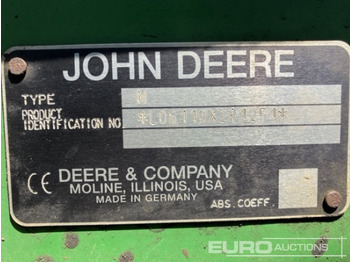 JOHN DEERE
TYPE
PRODUCT
IDENTIFICATION NO
CE DEERE & COMPANY
MOLINE, ILLINOIS, USA
MADE IN GERMANY
ABS. COEFF.
EURO
AUCTIONS